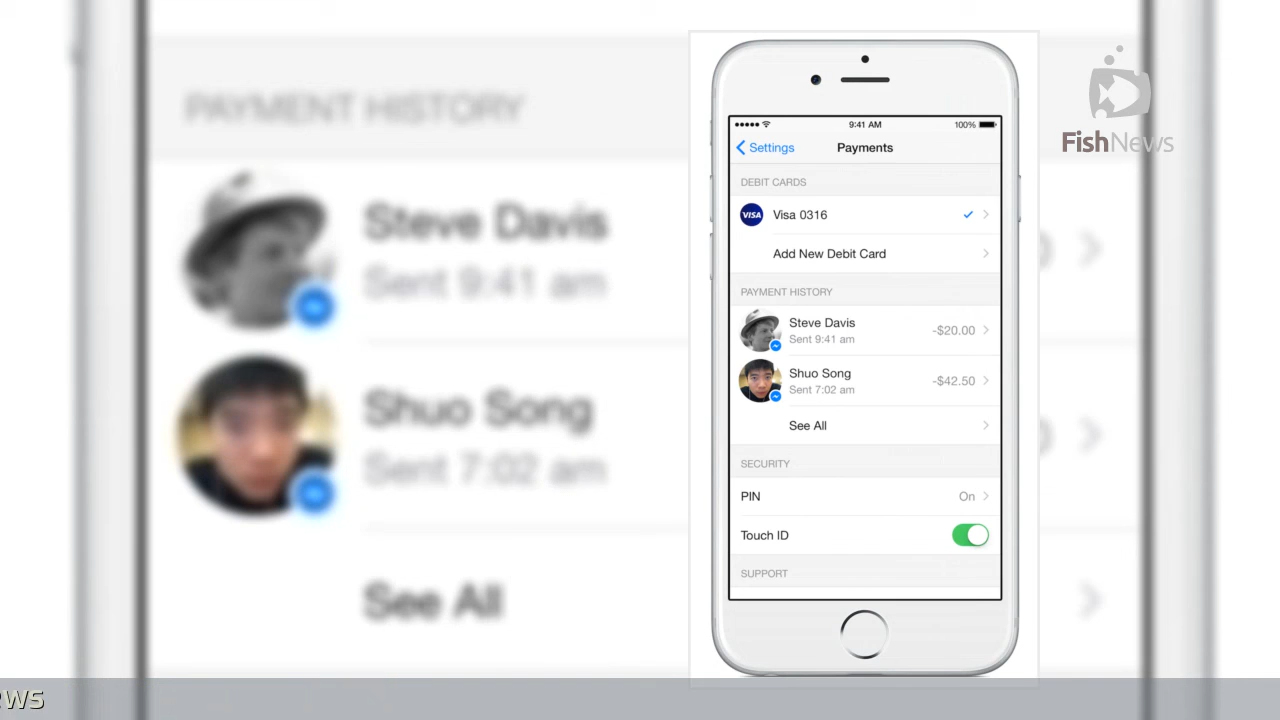 PAYMENT HISTORY
Steve Davis
Sent 9:41 am
Shuo Song
Sent 7:02 am
See All
9:41 AM 100%
Settings Payments
DEBIT CARDS
VISA Visa 0316
Add New Debit Card
PAYMENT HISTORY
Steve Davis
Sent 9:41 am -$20.00
Shuo Song
Sent 7:02 am -$42.50
See All
SECURITY
PIN On
Touch ID
SUPPORT
FishNews